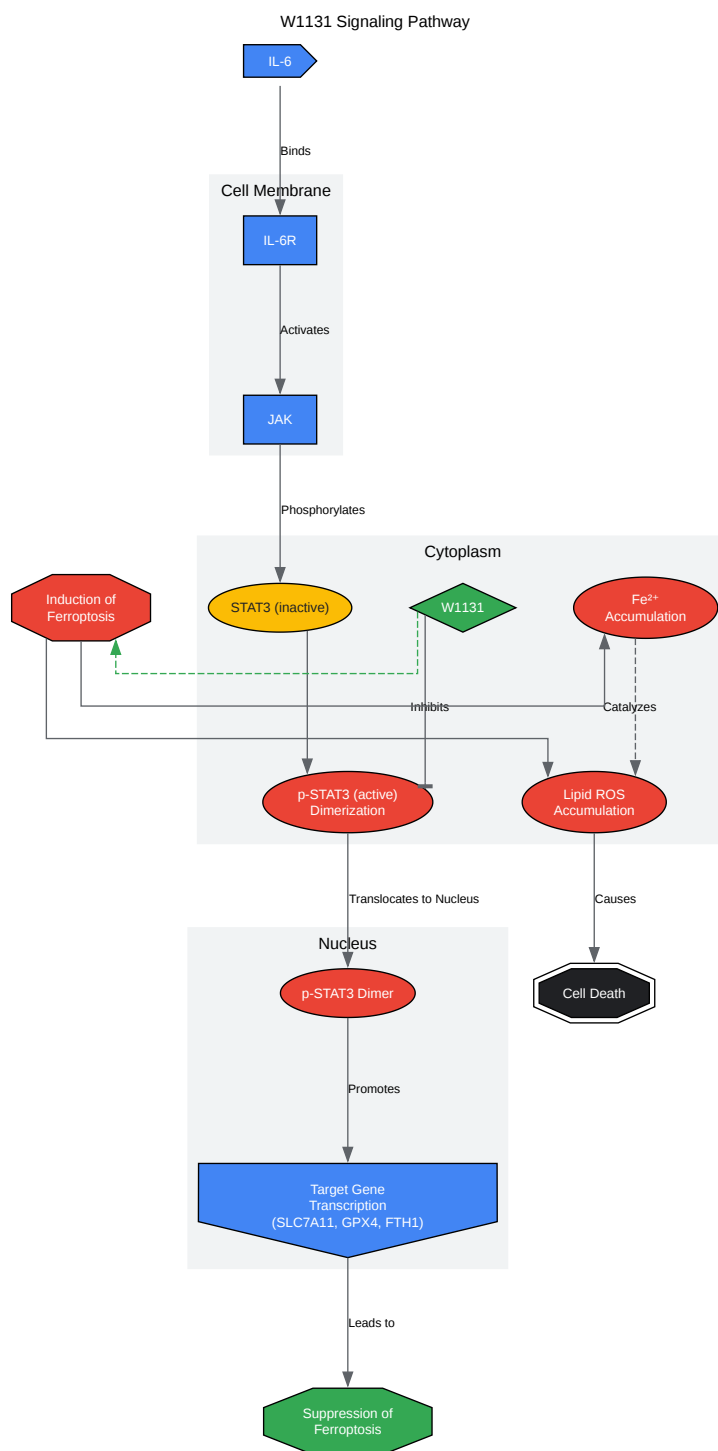 W1131 Signaling Pathway
IL-6
Binds
Cell Membrane
IL-6R
Activates
JAK
Phosphorylates
Cytoplasm
Induction of
Ferroptosis
STAT3 (inactive)
W1131
Fe²⁺
Accumulation
Inhibits
Catalyzes
p-STAT3 (active)
Dimerization
Lipid ROS
Accumulation
Translocates to Nucleus
Causes
Nucleus
p-STAT3 Dimer
Cell Death
Promotes
Target Gene
Transcription
(SLC7A11, GPX4, FTH1)
Leads to
Suppression of
Ferroptosis